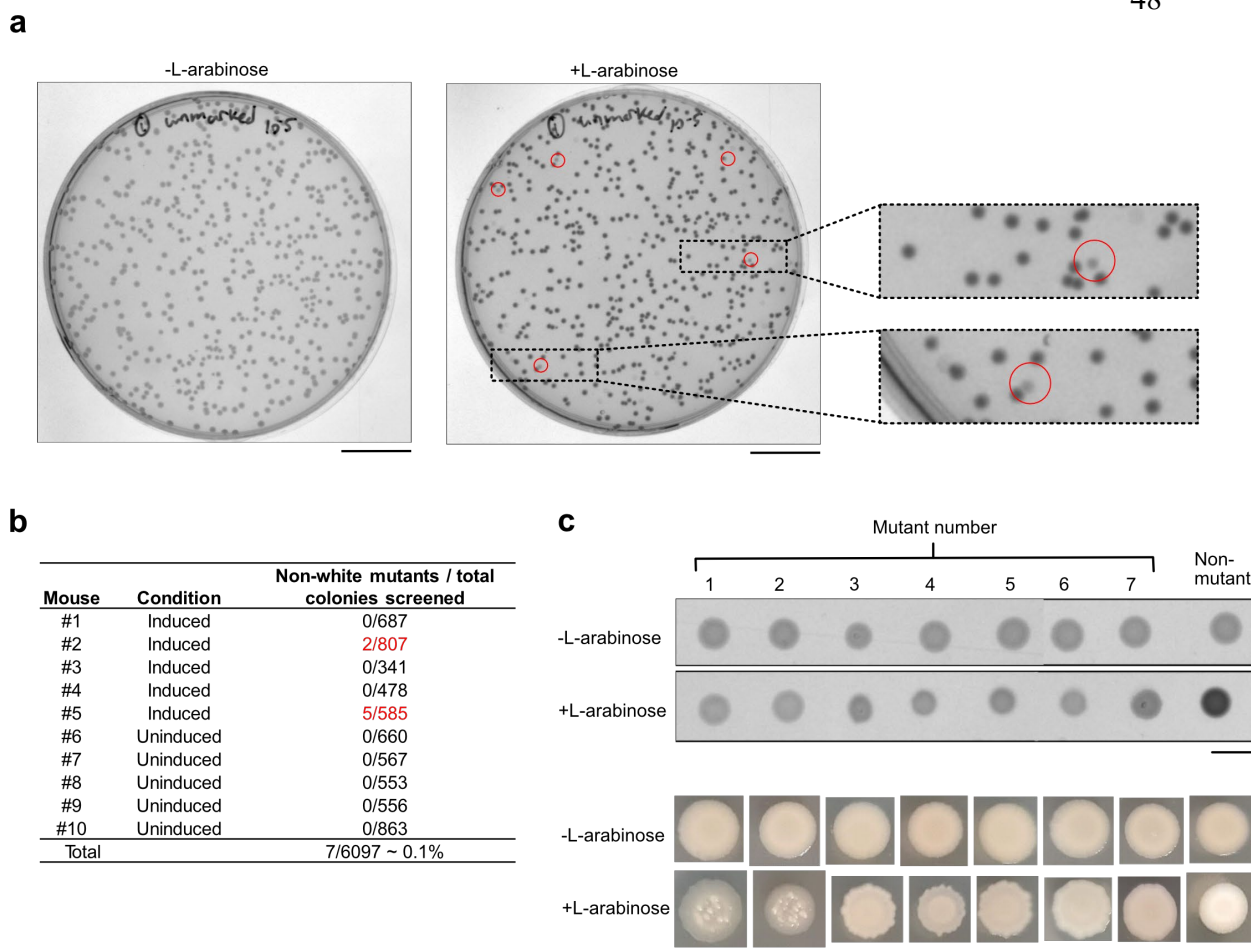 48
a
-L-arabinose
+L-arabinose
① unmarked 10-5
① unmarked 10-5
b
Mouse Condition Non-white mutants / total colonies screened
#1 Induced 0/687
#2 Induced 2/807
#3 Induced 0/341
#4 Induced 0/478
#5 Induced 5/585
#6 Uninduced 0/660
#7 Uninduced 0/567
#8 Uninduced 0/553
#9 Uninduced 0/556
#10 Uninduced 0/863
Total 7/6097 ~ 0.1%
c
Mutant number
1 2 3 4 5 6 7
Non-
mutant
-L-arabinose
+L-arabinose
-L-arabinose
+L-arabinose